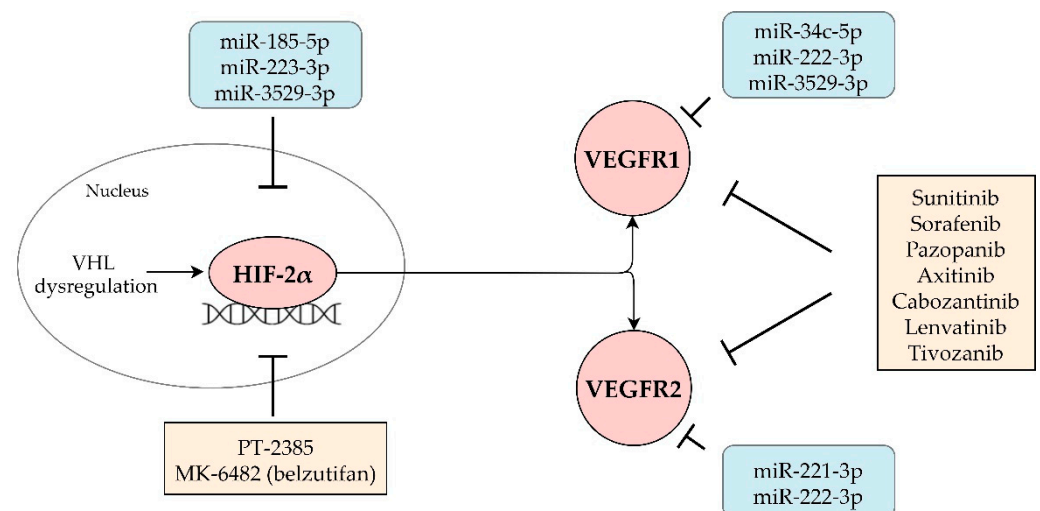 miR-185-5p
miR-223-3p
miR-3529-3p
miR-34c-5p
miR-222-3p
miR-3529-3p
Nucleus
VEGFR1
VHL
dysregulation
HIF-2α
Sunitinib
Sorafenib
Pazopanib
Axitinib
Cabozantinib
Lenvatinib
Tivozanib
VEGFR2
PT-2385
MK-6482 (belzutifan)
miR-221-3p
miR-222-3p